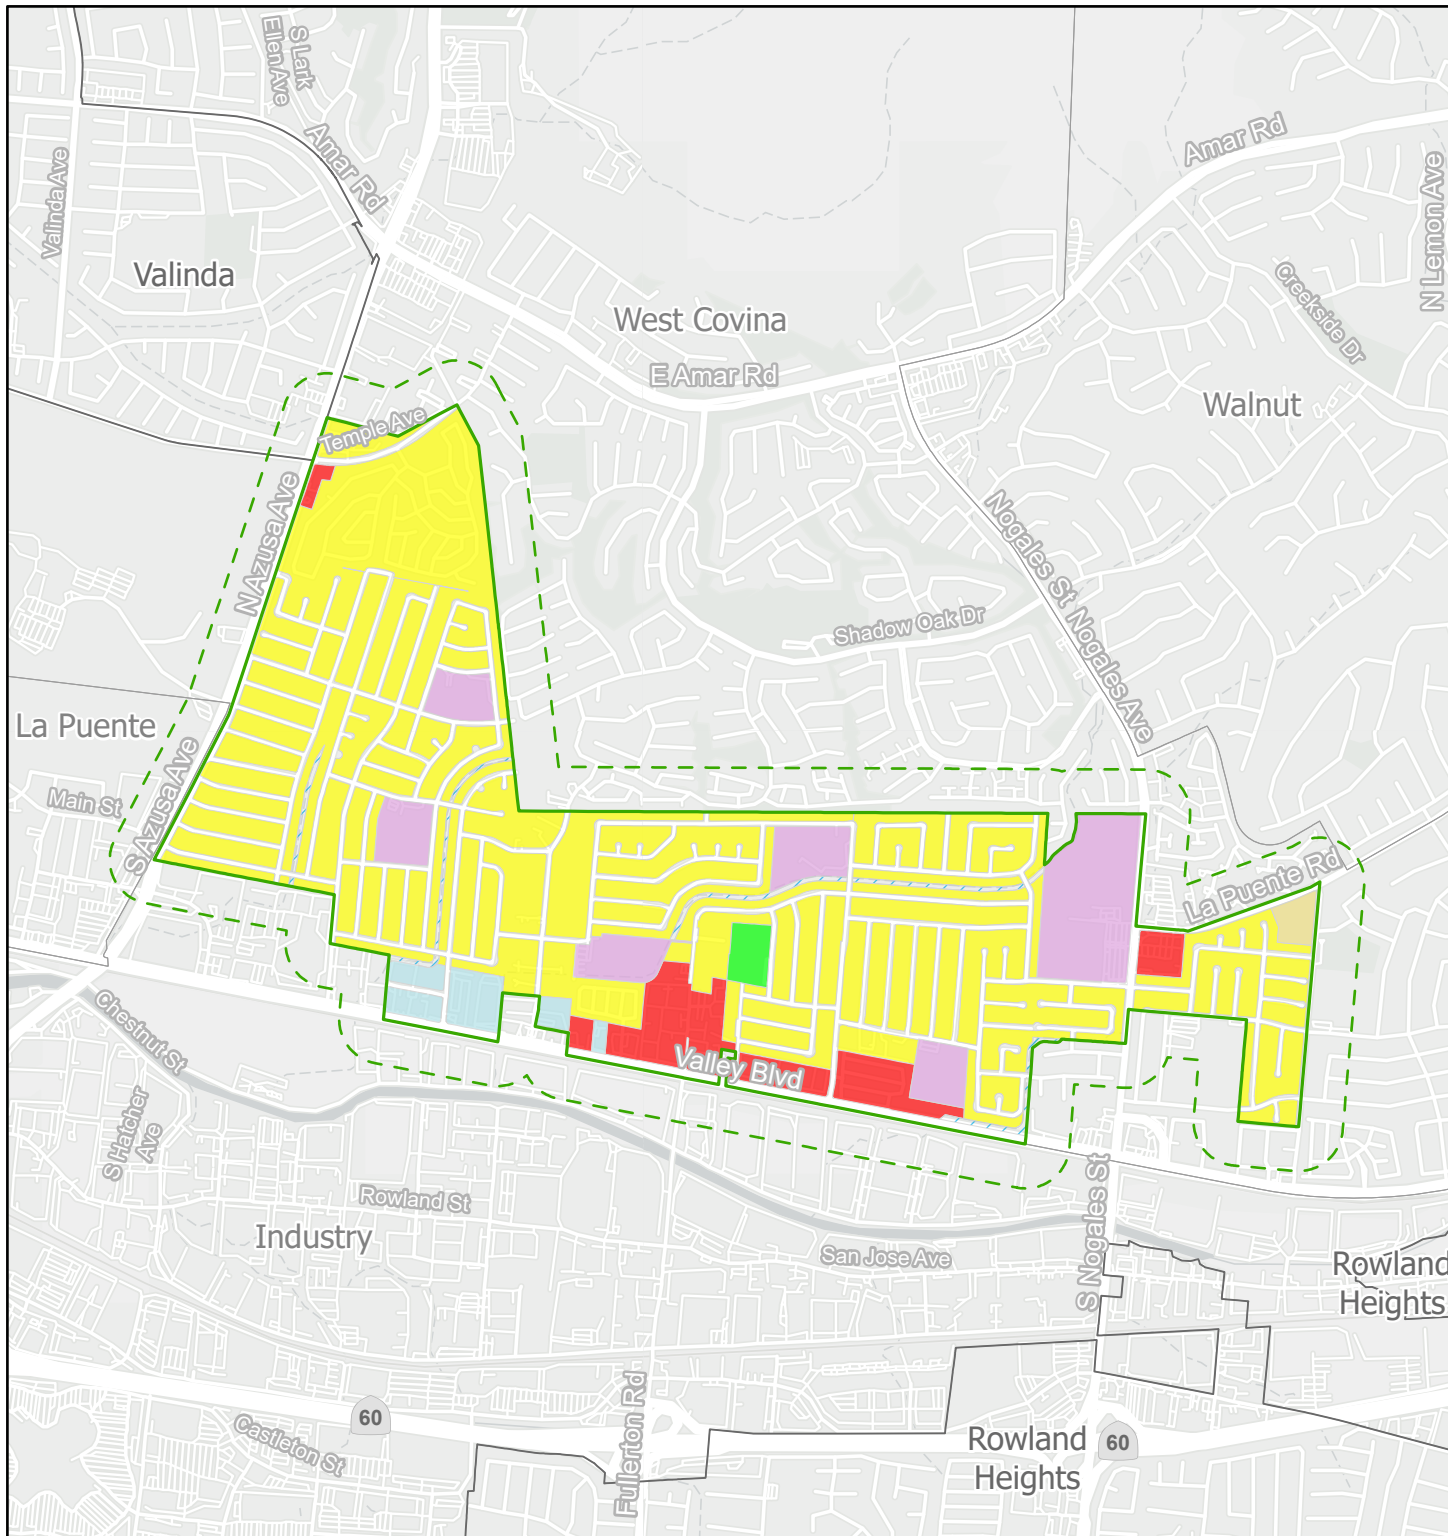 S Lark
Ellen Ave
Amar Rd
Amar Rd
Valinda Ave
N Lemon Ave
Valinda
Creekside Dr
West Covina
E Amar Rd
Walnut
Temple Ave
N Azusa Ave
Nogales St
Nogales Ave
Shadow Oak Dr
La Puente
Main St
S Azusa Ave
La Puente Rd
Chestnut St
Valley Blvd
S Hatcher
Ave
Rowland St
Industry
San Jose Ave
S Nogales St
Rowland
Heights
60
Castleton St
Fullerton Rd
Rowland
Heights
60